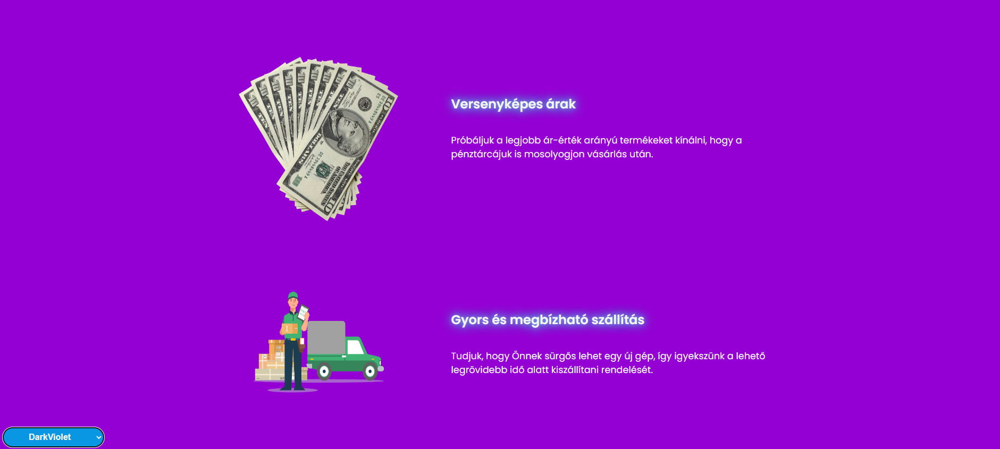 Versenyképes árak
Próbáljuk a legjobb ár-érték arányú termékeket kínálni, hogy a
pénztárcájuk is mosolyogjon vásárlás után.
Gyors és megbízható szállítás
Tudjuk, hogy Önnek sürgős lehet egy új gép, így igyekszünk a lehető
legrövidebb idő alatt kiszállítani rendelését.
DarkViolet